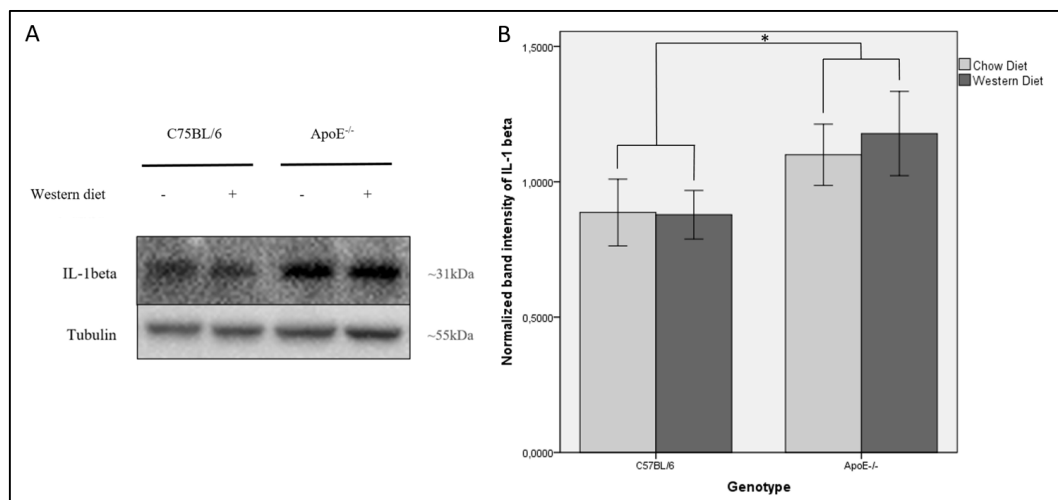 A
C75BL/6 ApoE-/-
Western diet - + - +
IL-1beta ~31kDa
Tubulin ~55kDa
B
*
Normalized band intensity of IL-1 beta
1,5000
1,0000
0,5000
0,0000
C57BL/6 ApoE-/-
Genotype
Chow Diet
Western Diet